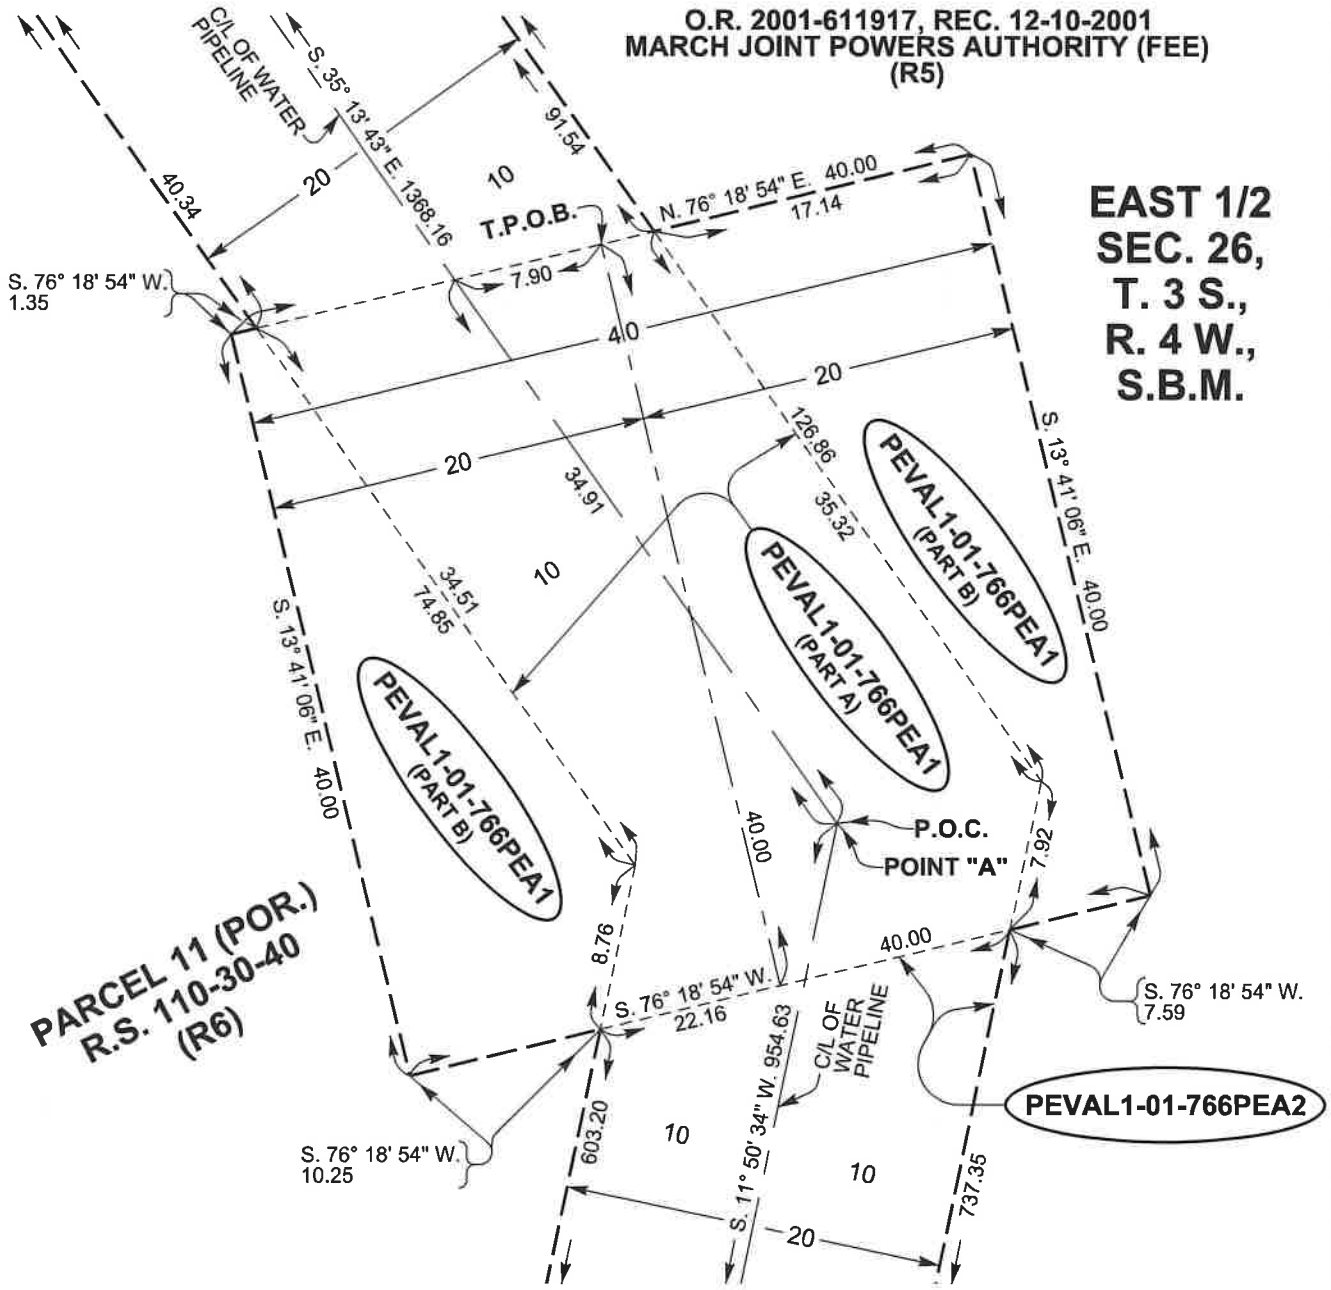 O.R. 2001-611917, REC. 12-10-2001
MARCH JOINT POWERS AUTHORITY (FEE)
(R5)
C/L OF WATER
PIPELINE
S. 35° 13' 43" E. 1368.16
20
10
91.54
40.34
T.P.O.B.
N. 76° 18' 54" E. 40.00
17.14
EAST 1/2
SEC. 26,
T. 3 S.,
R. 4 W.,
S.B.M.
S. 76° 18' 54" W.
1.35
7.90
40
20
20
126.86
35.32
34.91
34.51
74.85
10
S. 13° 41' 06" E. 40.00
S. 13° 41' 06" E. 40.00
PEVAL1-01-766PEA1
(PART B)
PEVAL1-01-766PEA1
(PART A)
PEVAL1-01-766PEA1
(PART B)
40.00
P.O.C.
POINT "A"
7.92
8.76
PARCEL 11 (POR.)
R.S. 110-30-40
(R6)
40.00
S. 76° 18' 54" W.
22.16
S. 76° 18' 54" W.
7.59
C/L OF
WATER
PIPELINE
S. 11° 50' 34" W. 954.63
PEVAL1-01-766PEA2
S. 76° 18' 54" W.
10.25
603.20
10
10
737.35
20